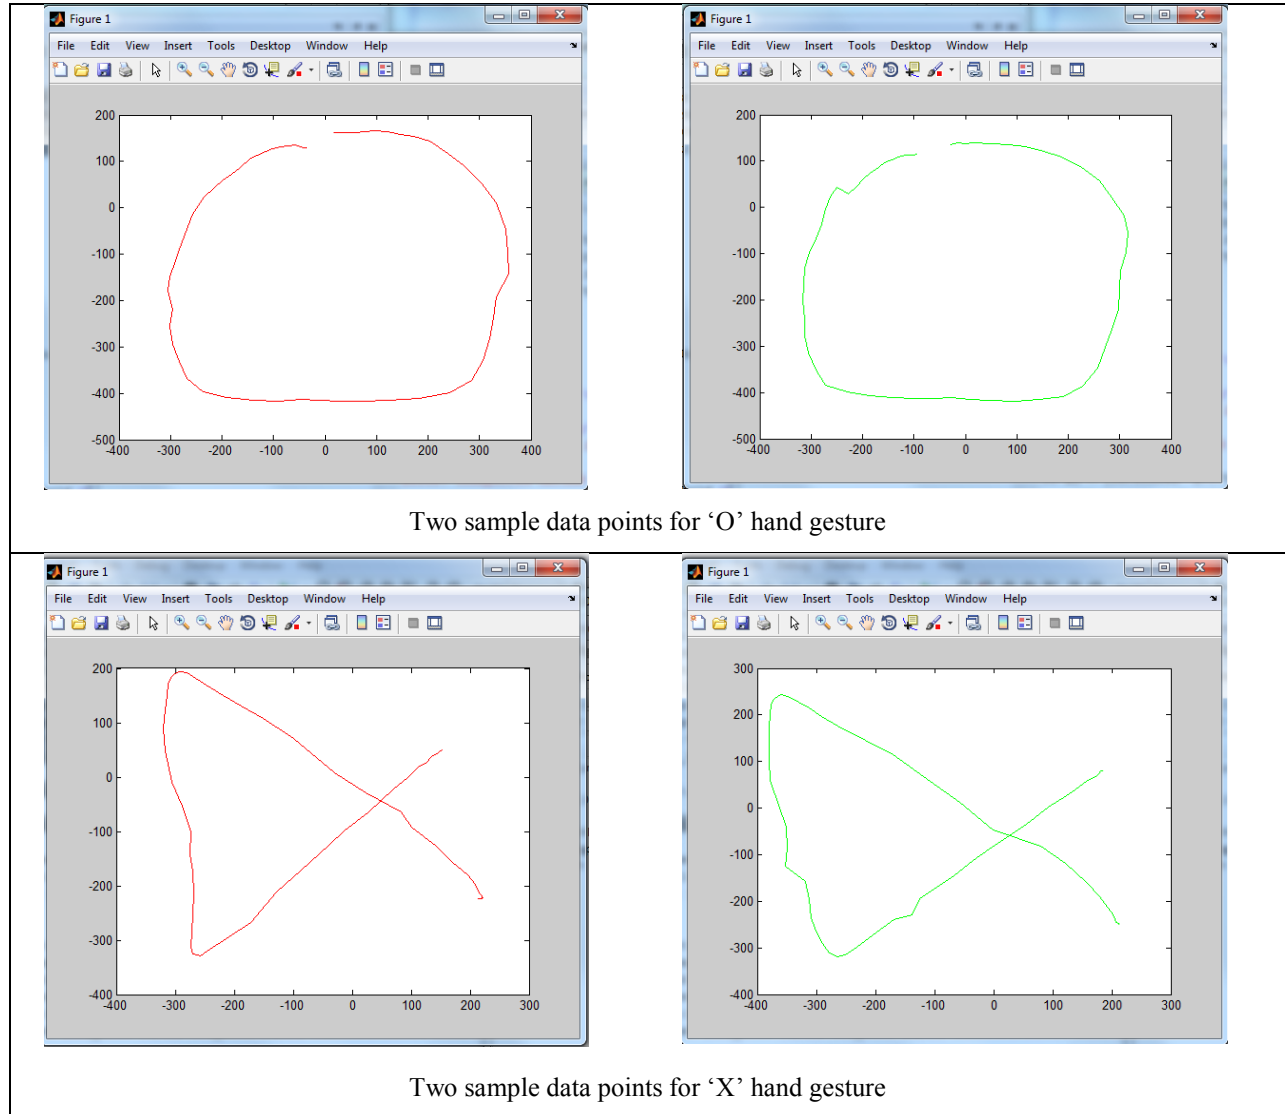 Figure 1
File Edit View Insert Tools Desktop Window Help
200
100
0
-100
-200
-300
-400
-500
-400 -300 -200 -100 0 100 200 300 400
Figure 1
File Edit View Insert Tools Desktop Window Help
200
100
0
-100
-200
-300
-400
-500
-400 -300 -200 -100 0 100 200 300 400
Two sample data points for ‘O’ hand gesture
Figure 1
File Edit View Insert Tools Desktop Window Help
200
100
0
-100
-200
-300
-400
-400 -300 -200 -100 0 100 200 300
Figure 1
File Edit View Insert Tools Desktop Window Help
300
200
100
0
-100
-200
-300
-400
-400 -300 -200 -100 0 100 200 300
Two sample data points for ‘X’ hand gesture